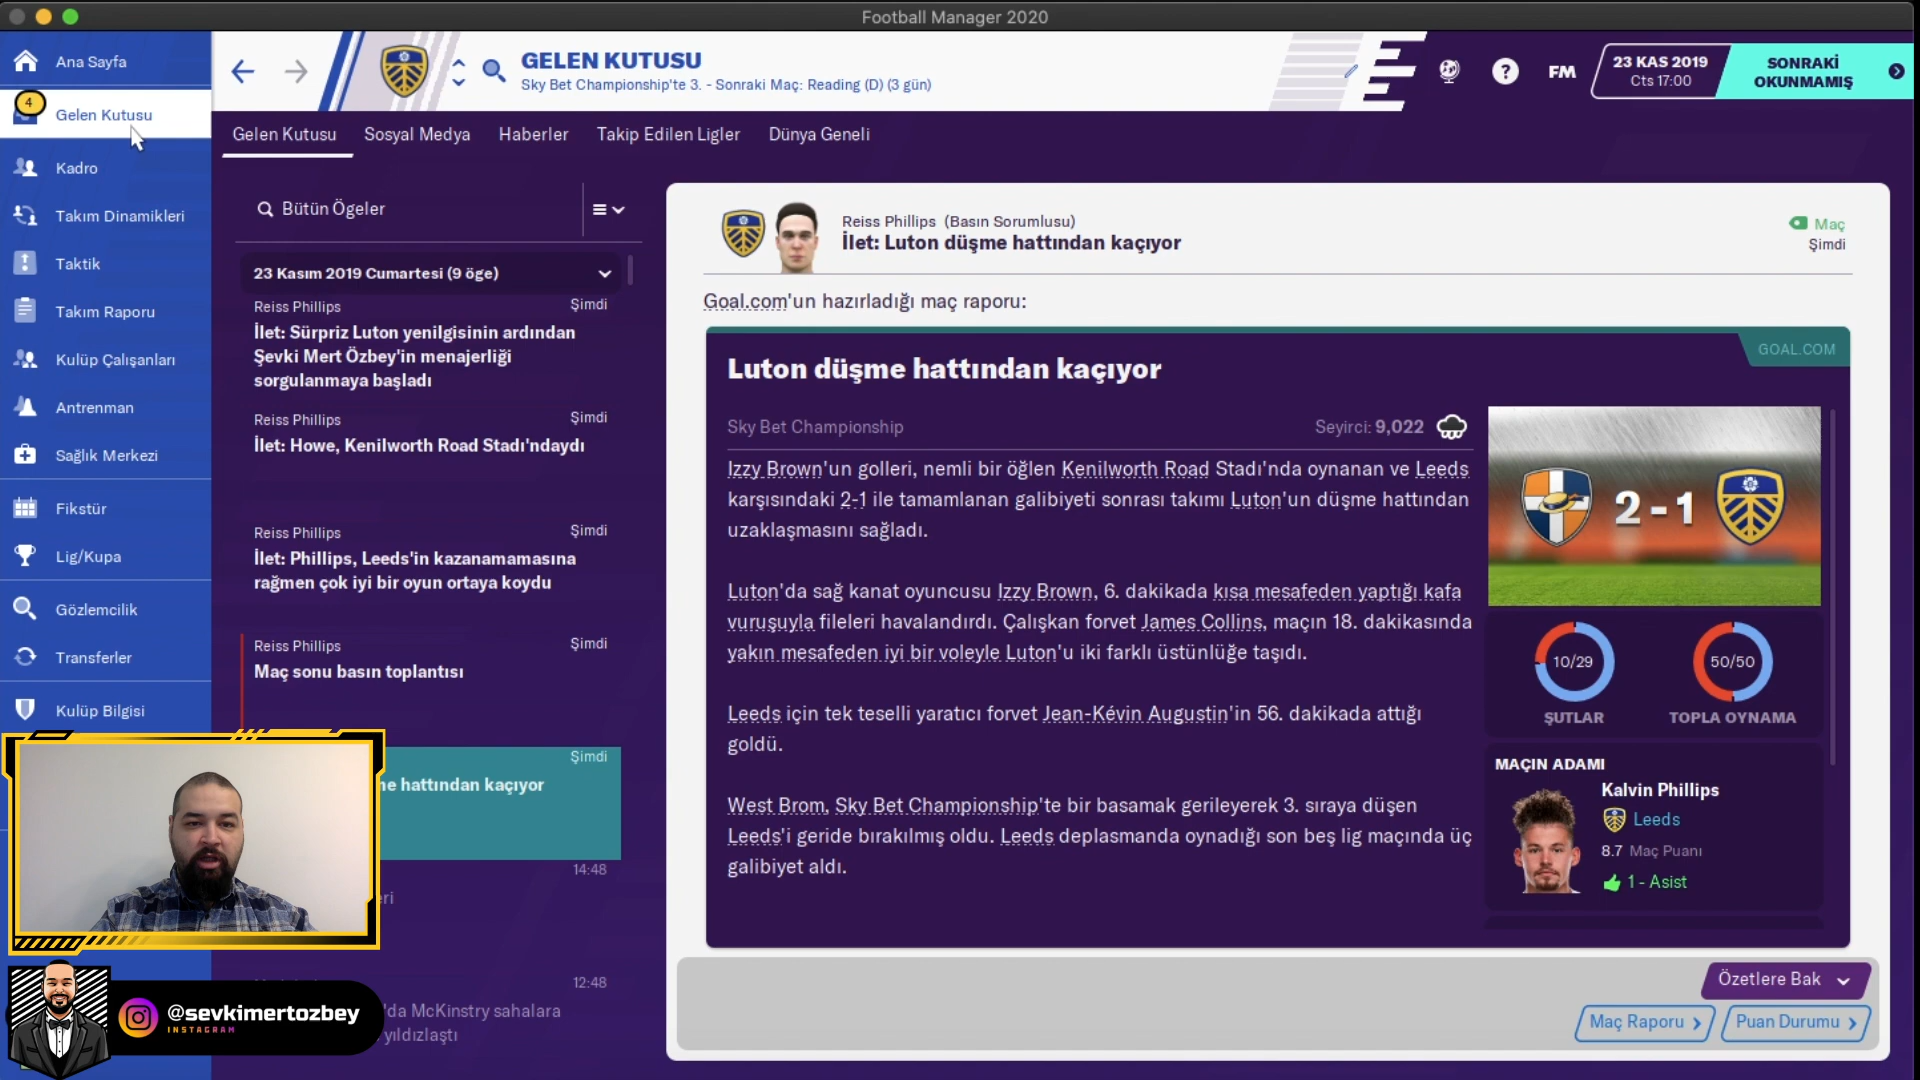 Football Manager 2020
Ana Sayfa
4
Gelen Kutusu
Kadro
Takım Dinamikleri
Taktik
Takım Raporu
Kulüp Çalışanları
Antrenman
Sağlık Merkezi
Fikstür
Lig/Kupa
Gözlemcilik
Transferler
Kulüp Bilgisi
GELEN KUTUSU
Sky Bet Championship'te 3. - Sonraki Maç: Reading (D) (3 gün)
?
FM
23 KAS 2019
Cts 17:00
SONRAKİ
OKUNMAMIŞ
Gelen Kutusu
Sosyal Medya
Haberler
Takip Edilen Ligler
Dünya Geneli
Bütün Ögeler
23 Kasım 2019 Cumartesi (9 öge)
Reiss Phillips
Şimdi
İlet: Sürpriz Luton yenilgisinin ardından
Şevki Mert Özbey'in menajerliği
sorgulanmaya başladı
Reiss Phillips
Şimdi
İlet: Howe, Kenilworth Road Stadı'ndaydı
Reiss Phillips
Şimdi
İlet: Phillips, Leeds'in kazanamamasına
rağmen çok iyi bir oyun ortaya koydu
Reiss Phillips
Şimdi
Maç sonu basın toplantısı
Şimdi
me hattından kaçıyor
14:48
eri
12:48
'da McKinstry sahalara
yıldızlaştı
Reiss Phillips (Basın Sorumlusu)
İlet: Luton düşme hattından kaçıyor
Maç
Şimdi
Goal.com'un hazırladığı maç raporu:
GOAL.COM
Luton düşme hattından kaçıyor
Sky Bet Championship
Seyirci: 9,022
Izzy Brown'un golleri, nemli bir öğlen Kenilworth Road Stadı'nda oynanan ve Leeds
karşısındaki 2-1 ile tamamlanan galibiyeti sonrası takımı Luton'un düşme hattından
uzaklaşmasını sağladı.
Luton'da sağ kanat oyuncusu Izzy Brown, 6. dakikada kısa mesafeden yaptığı kafa
vuruşuyla fileleri havalandırdı. Çalışkan forvet James Collins, maçın 18. dakikasında
yakın mesafeden iyi bir voleyle Luton'u iki farklı üstünlüğe taşıdı.
Leeds için tek teselli yaratıcı forvet Jean-Kévin Augustin'in 56. dakikada attığı
goldü.
West Brom, Sky Bet Championship'te bir basamak gerileyerek 3. sıraya düşen
Leeds'i geride bırakılmış oldu. Leeds deplasmanda oynadığı son beş lig maçında üç
galibiyet aldı.
2 - 1
10/29
ŞUTLAR
50/50
TOPLA OYNAMA
MAÇIN ADAMI
Kalvin Phillips
Leeds
8.7 Maç Puanı
1 - Asist
Özetlere Bak
Maç Raporu
Puan Durumu
@sevkimertozbey
INSTAGRAM